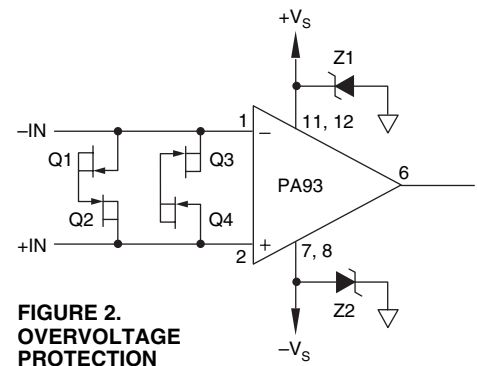 +VS
Z1
–IN
1
–
11, 12
Q1
Q3
PA93
6
Q2
Q4
+IN
+
2
7, 8
Z2
–VS
FIGURE 2.
OVERVOLTAGE
PROTECTION